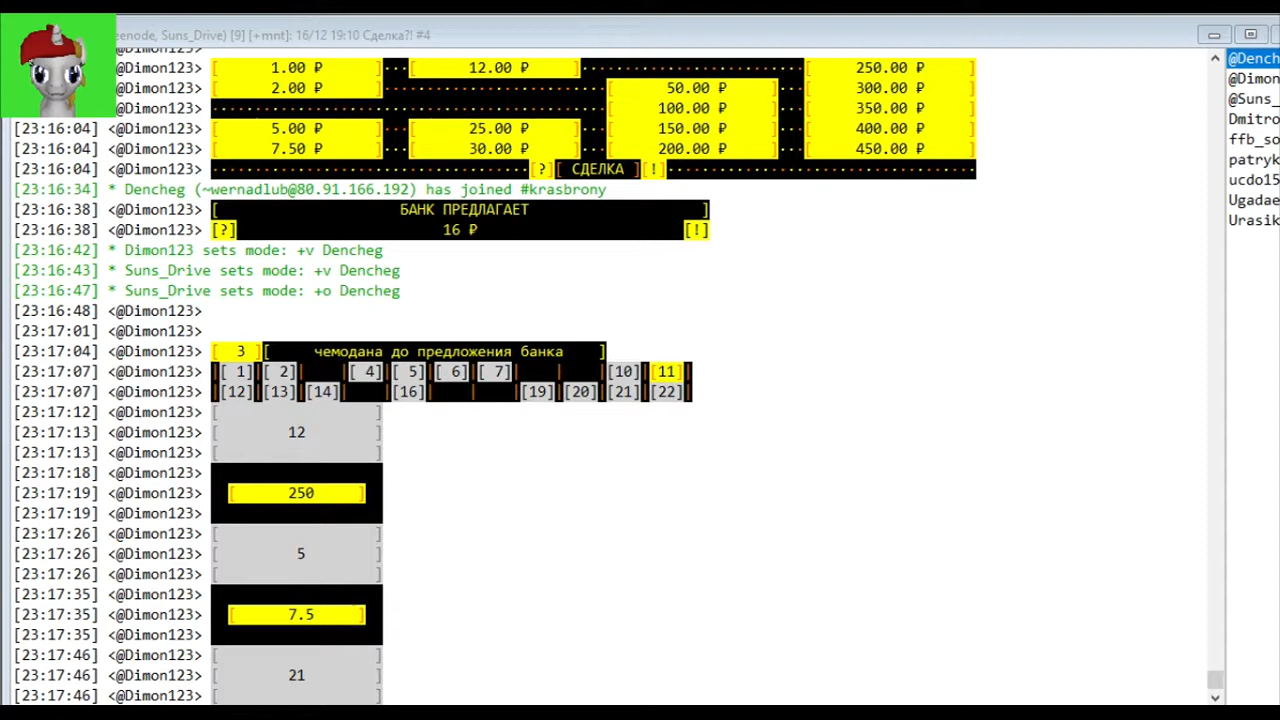 eenode, Suns_Drive) [9] [+mnt]: 16/12 19:10 Сделка?! #4
<@Dimon123> [ 1.00 ₽ ]···[ 12.00 ₽ ]·······[ 250.00 ₽ ]
<@Dimon123> [ 2.00 ₽ ]·······[ 50.00 ₽ ]···[ 300.00 ₽ ]
<@Dimon123> ·······[ 100.00 ₽ ]···[ 350.00 ₽ ]
[23:16:04] <@Dimon123> [ 5.00 ₽ ]···[ 25.00 ₽ ]···[ 150.00 ₽ ]···[ 400.00 ₽ ]
[23:16:04] <@Dimon123> [ 7.50 ₽ ]···[ 30.00 ₽ ]···[ 200.00 ₽ ]···[ 450.00 ₽ ]
[23:16:04] <@Dimon123> ·······[?][ СДЕЛКА ][!]·······
[23:16:34] * Dencheg (~wernadlub@80.91.166.192) has joined #krasbrony
[23:16:38] <@Dimon123> [ БАНК ПРЕДЛАГАЕТ ]
[23:16:38] <@Dimon123> [?] 16 ₽ [!]
[23:16:42] * Dimon123 sets mode: +v Dencheg
[23:16:43] * Suns_Drive sets mode: +v Dencheg
[23:16:47] * Suns_Drive sets mode: +o Dencheg
[23:16:48] <@Dimon123>
[23:17:01] <@Dimon123>
[23:17:04] <@Dimon123> [ 3 ][ чемодана до предложения банка ]
[23:17:07] <@Dimon123> |[ 1]|[ 2]| |[ 4]|[ 5]|[ 6]|[ 7]| | |[10]|[11]|
[23:17:07] <@Dimon123> |[12]|[13]|[14]| |[16]| | |[19]|[20]|[21]|[22]|
[23:17:12] <@Dimon123> [ ]
[23:17:13] <@Dimon123> [ 12 ]
[23:17:13] <@Dimon123> [ ]
[23:17:18] <@Dimon123>
[23:17:19] <@Dimon123> [ 250 ]
[23:17:19] <@Dimon123>
[23:17:26] <@Dimon123> [ ]
[23:17:26] <@Dimon123> [ 5 ]
[23:17:26] <@Dimon123> [ ]
[23:17:35] <@Dimon123>
[23:17:35] <@Dimon123> [ 7.5 ]
[23:17:35] <@Dimon123>
[23:17:46] <@Dimon123> [ ]
[23:17:46] <@Dimon123> [ 21 ]
[23:17:46] <@Dimon123> [ ]
@Dench
@Dimon
@Suns_
Dmitro
ffb_so
patryk
ucdo15
Ugadae
Urasik